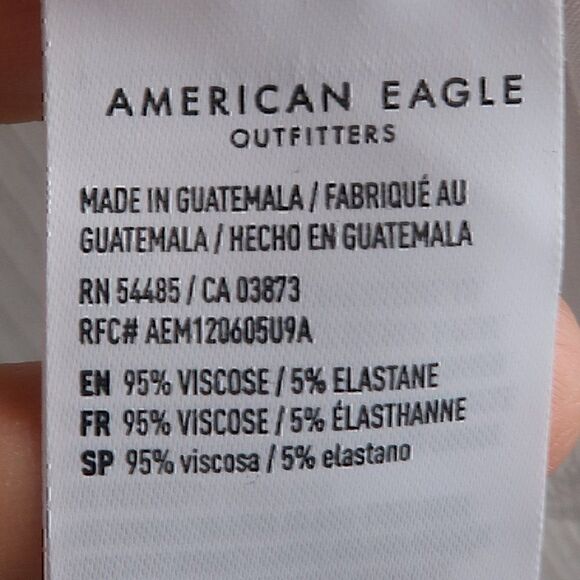 AMERICAN EAGLE
OUTFITTERS
MADE IN GUATEMALA / FABRIQUÉ AU
GUATEMALA / HECHO EN GUATEMALA
RN 54485 / CA 03873
RFC# AEM120605U9A
EN 95% VISCOSE / 5% ELASTANE
FR 95% VISCOSE / 5% ÉLASTHANNE
SP 95% viscosa / 5% elastano